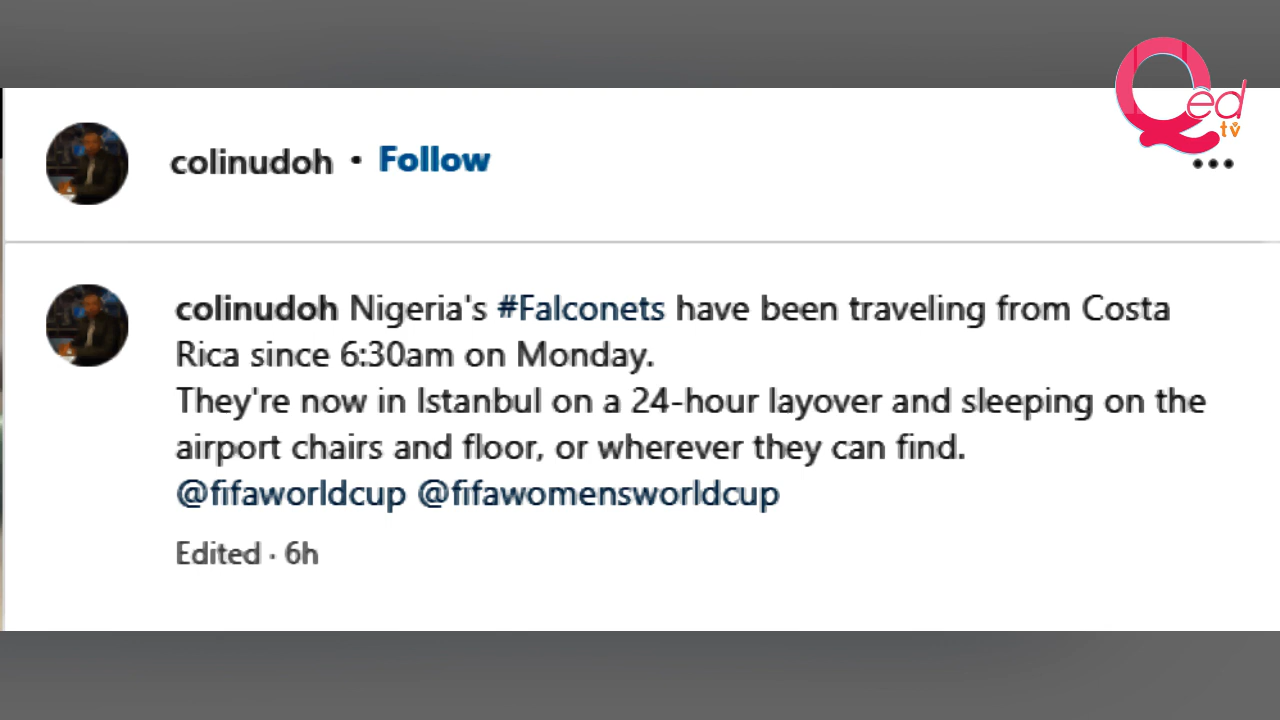 Qed
tv
colinudoh • Follow
colinudoh Nigeria's #Falconets have been traveling from Costa
Rica since 6:30am on Monday.
They're now in Istanbul on a 24-hour layover and sleeping on the
airport chairs and floor, or wherever they can find.
@fifaworldcup @fifawomensworldcup
Edited · 6h